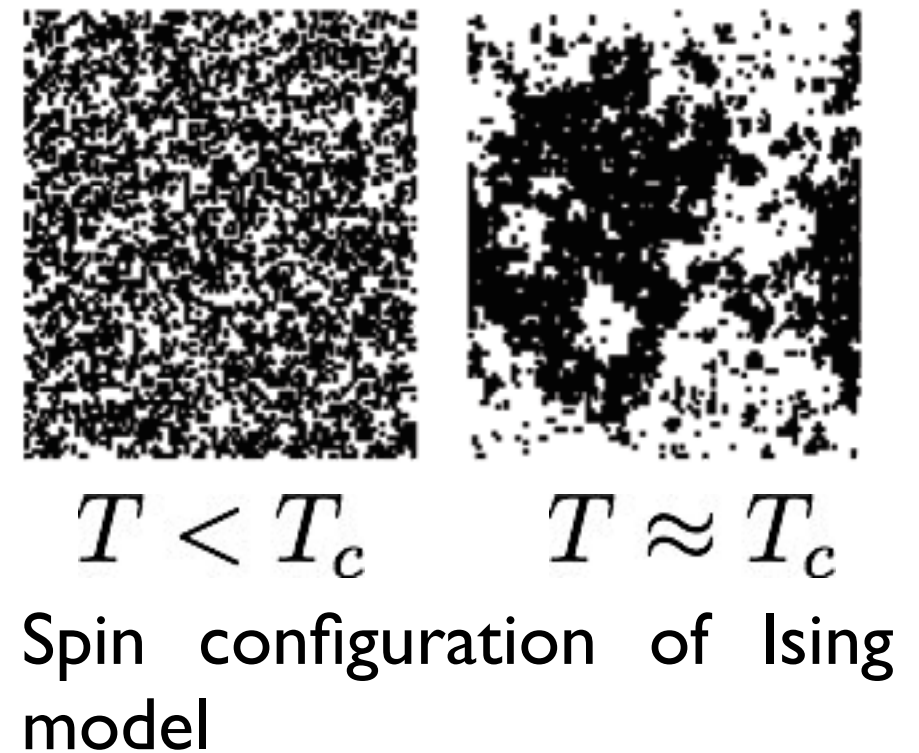 T < T_c T ≈ T_c
Spin configuration of Ising
model